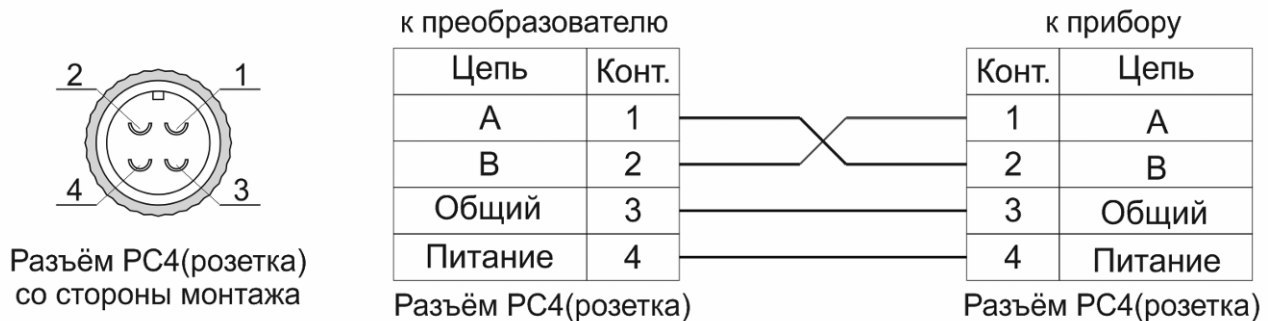 2 1
4 3
Разъём РС4(розетка)
со стороны монтажа
к преобразователю
Цепь Конт.
А 1
В 2
Общий 3
Питание 4
Разъём РС4(розетка)
к прибору
Конт. Цепь
1 А
2 В
3 Общий
4 Питание
Разъём РС4(розетка)